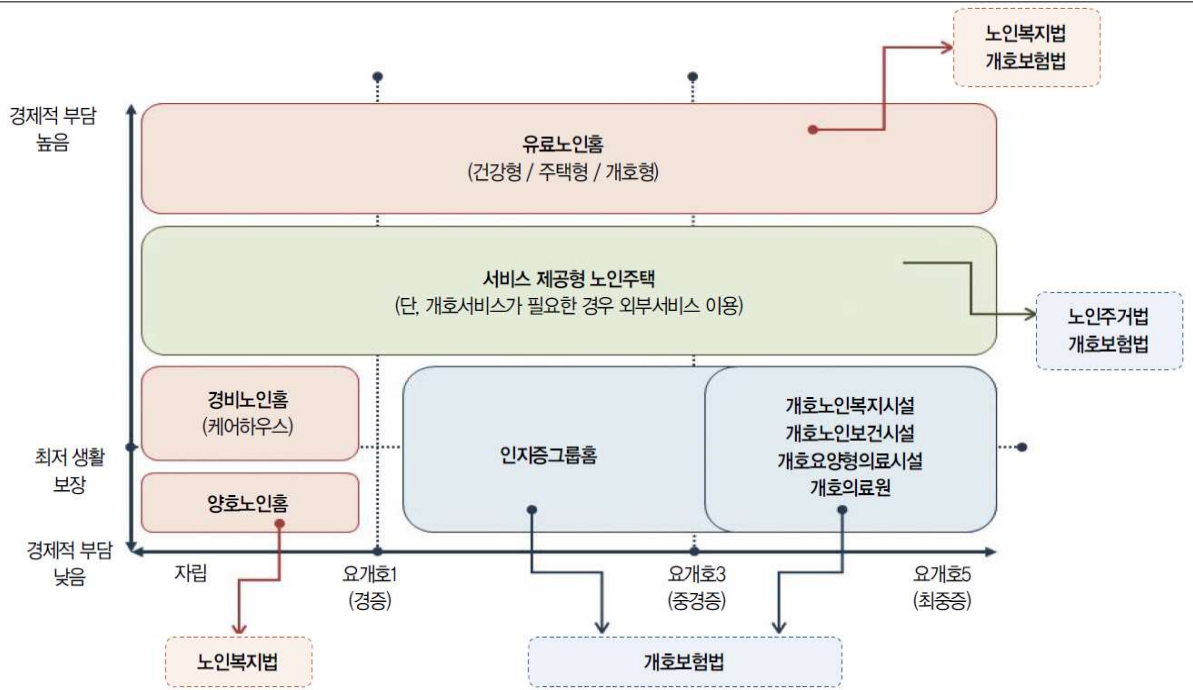 노인복지법
개호보험법
경제적 부담
높음
유료노인홈
(건강형 / 주택형 / 개호형)
서비스 제공형 노인주택
(단, 개호서비스가 필요한 경우 외부서비스 이용)
노인주거법
개호보험법
경비노인홈
(케어하우스)
개호노인복지시설
개호노인보건시설
개호요양형의료시설
개호의료원
인지증그룹홈
최저 생활
보장
양호노인홈
경제적 부담
낮음
자립
요개호1
(경증)
요개호3
(중경증)
요개호5
(최중증)
노인복지법
개호보험법